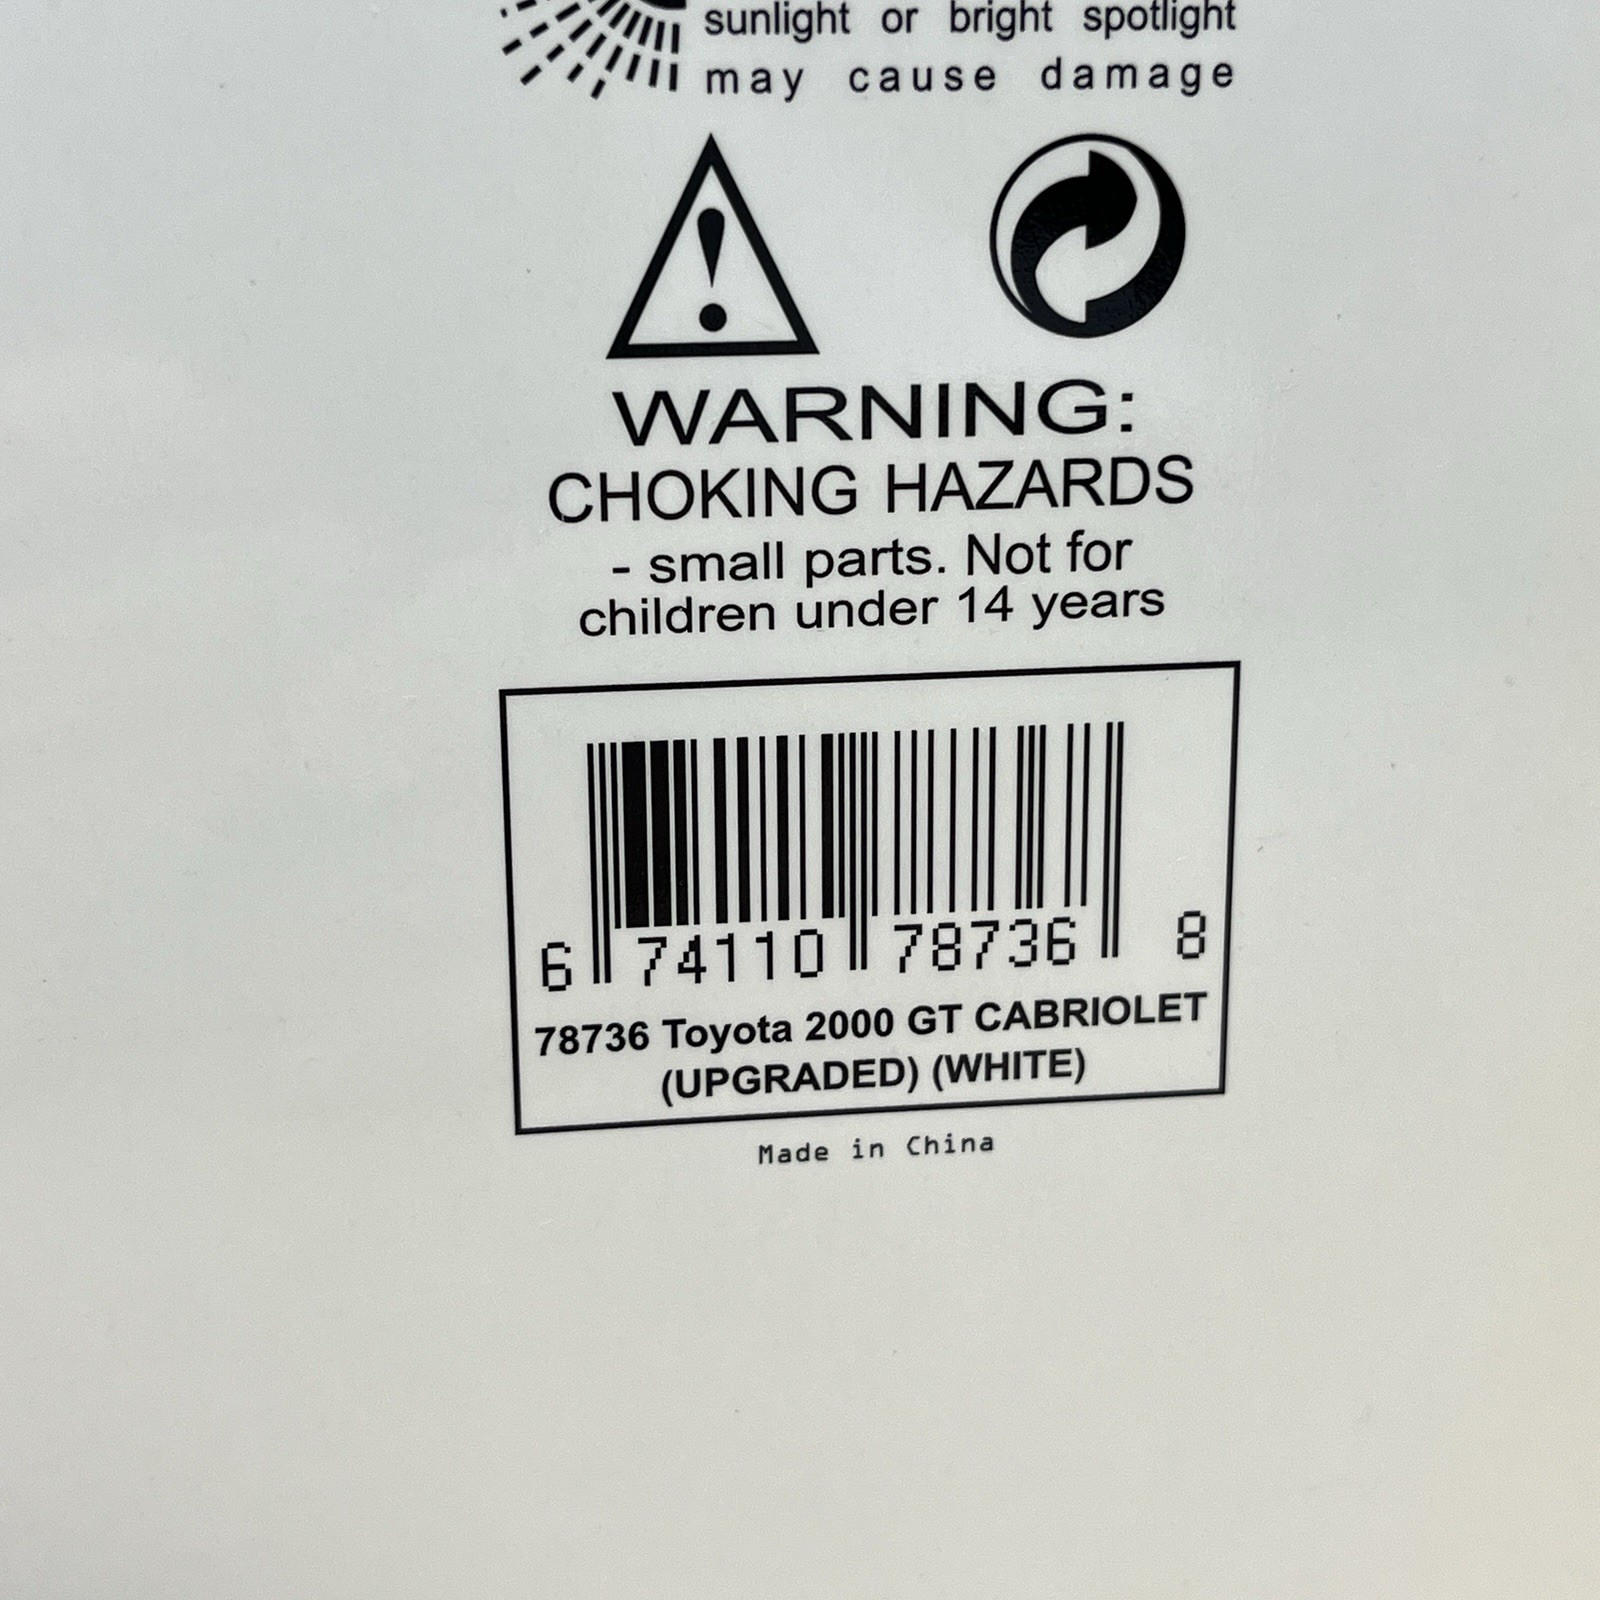 sunlight or bright spotlight
may cause damage
WARNING:
CHOKING HAZARDS
- small parts. Not for
children under 14 years
6 74110 78736 8
78736 Toyota 2000 GT CABRIOLET
(UPGRADED) (WHITE)
Made in China